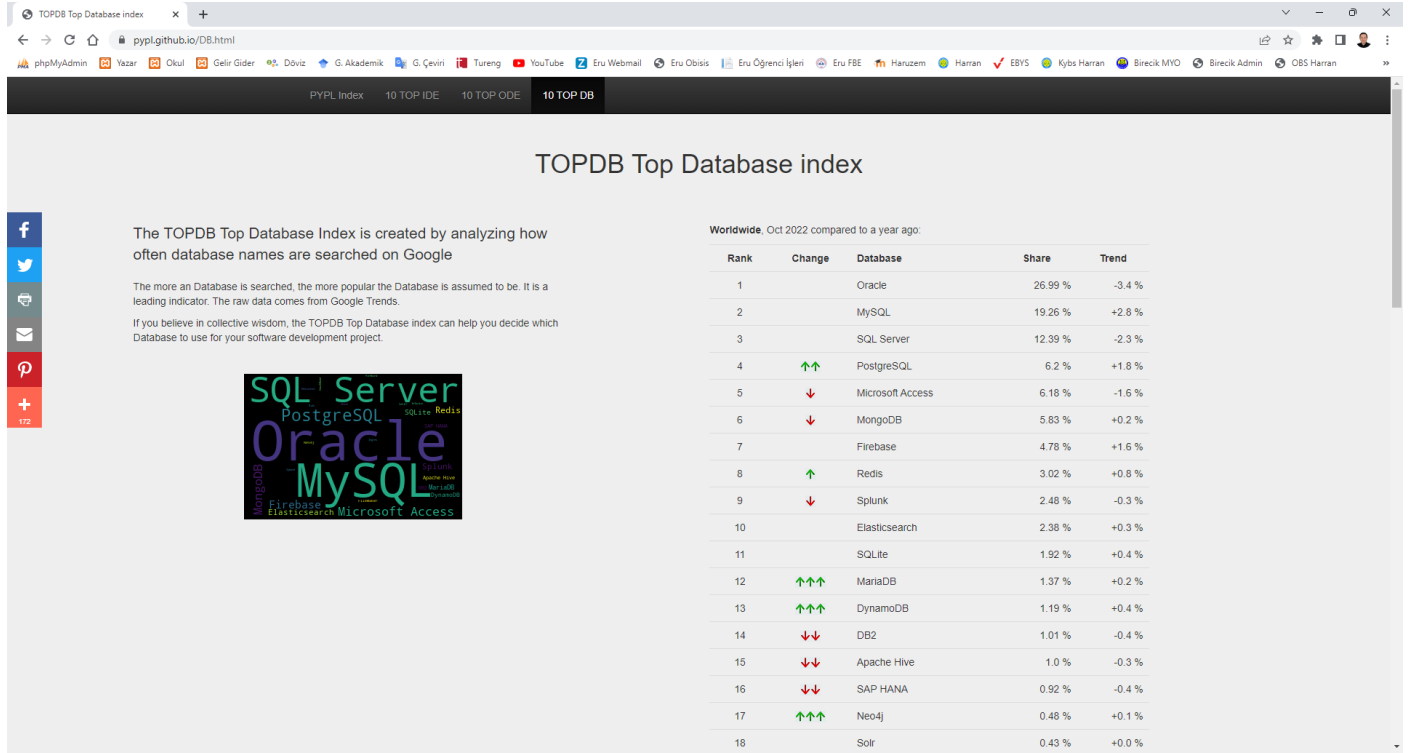 TOPDB Top Database index
pypl.github.io/DB.html
phpMyAdmin Yazar Okul Gelir Gider Döviz G. Akademik G. Çeviri Tureng YouTube Eru Webmail Eru Obisis Eru Öğrenci İşleri Eru FBE Haruzem Harran EBYS Kybs Harran Birecik MYO Birecik Admin OBS Harran »
PYPL Index 10 TOP IDE 10 TOP ODE 10 TOP DB
TOPDB Top Database index
172
The TOPDB Top Database Index is created by analyzing how
often database names are searched on Google
The more an Database is searched, the more popular the Database is assumed to be. It is a
leading indicator. The raw data comes from Google Trends.
If you believe in collective wisdom, the TOPDB Top Database index can help you decide which
Database to use for your software development project.
SQL Server
PostgreSQL SQLite Redis
Oracle
MongoDB
MySQL
Splunk
Apache Hive
MariaDB
DynamoDB
Firebase
Elasticsearch Microsoft Access
Worldwide, Oct 2022 compared to a year ago:
Rank Change Database Share Trend
1 Oracle 26.99 % -3.4 %
2 MySQL 19.26 % +2.8 %
3 SQL Server 12.39 % -2.3 %
4 ↑↑ PostgreSQL 6.2 % +1.8 %
5 ↓ Microsoft Access 6.18 % -1.6 %
6 ↓ MongoDB 5.83 % +0.2 %
7 Firebase 4.78 % +1.6 %
8 ↑ Redis 3.02 % +0.8 %
9 ↓ Splunk 2.48 % -0.3 %
10 Elasticsearch 2.38 % +0.3 %
11 SQLite 1.92 % +0.4 %
12 ↑↑↑ MariaDB 1.37 % +0.2 %
13 ↑↑↑ DynamoDB 1.19 % +0.4 %
14 ↓↓ DB2 1.01 % -0.4 %
15 ↓↓ Apache Hive 1.0 % -0.3 %
16 ↓↓ SAP HANA 0.92 % -0.4 %
17 ↑↑↑ Neo4j 0.48 % +0.1 %
18 Solr 0.43 % +0.0 %